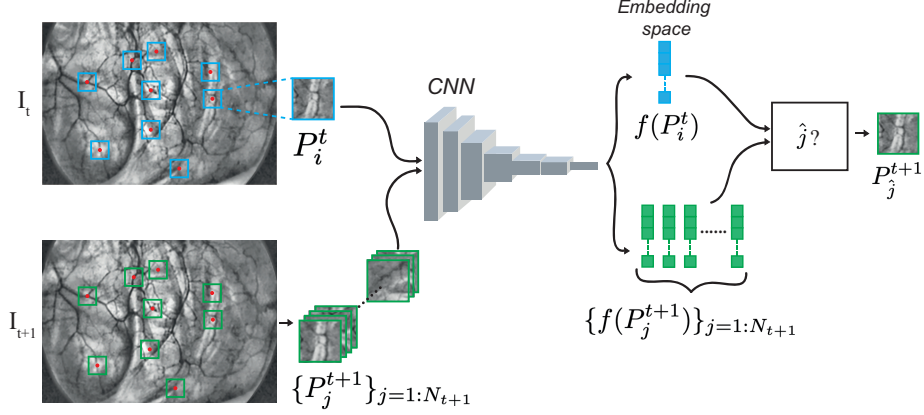 Embedding
space
CNN
I_t
P_i^t
f(P_i^t)
ĵ?
P_ĵ^{t+1}
I_{t+1}
{P_j^{t+1}}_{j=1:N_{t+1}}
......
{f(P_j^{t+1})}_{j=1:N_{t+1}}